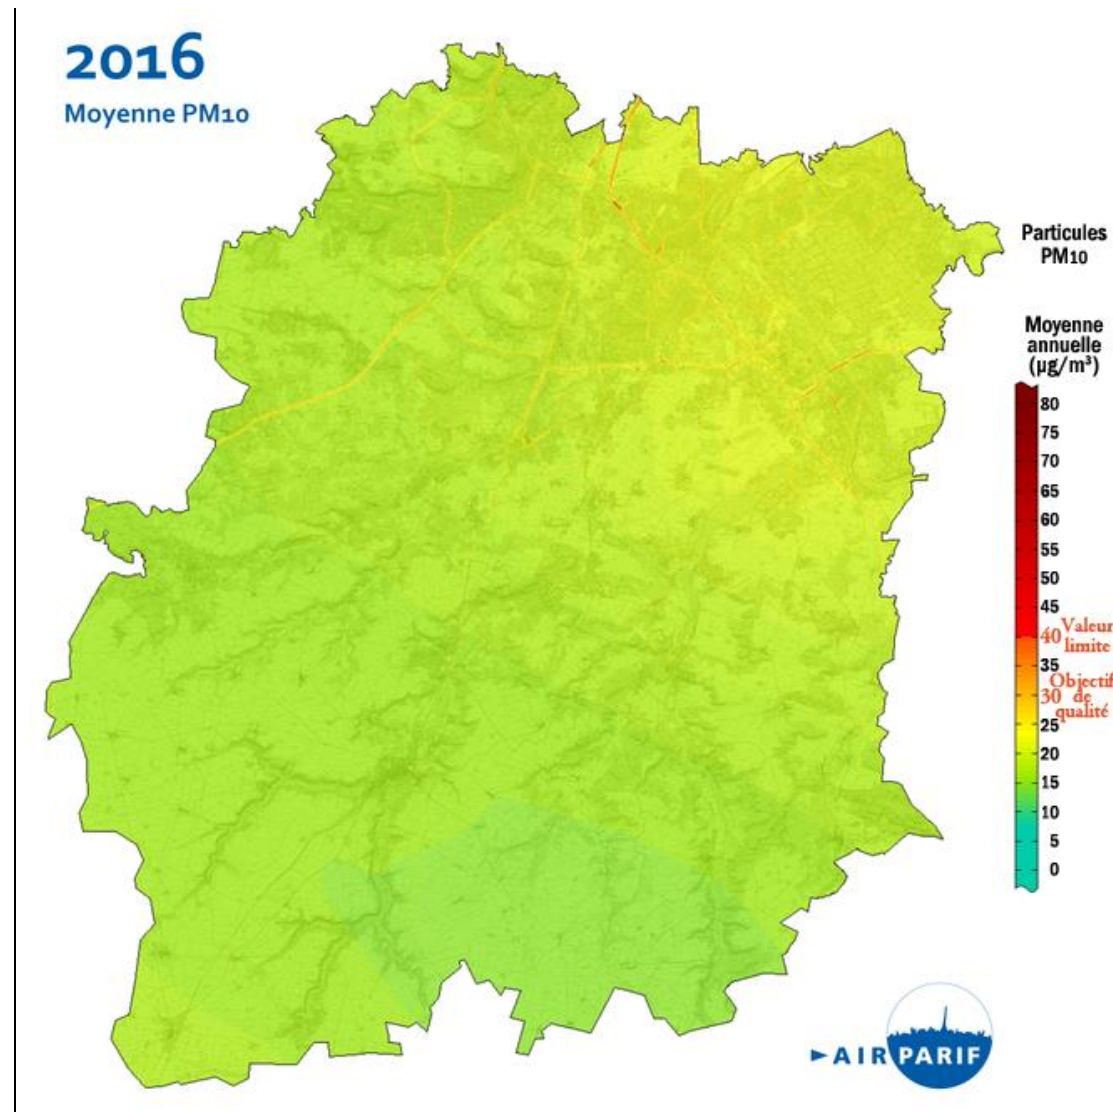 2016
Moyenne PM10
Particules
PM10
Moyenne
annuelle
(µg/m³)
80
75
70
65
60
55
50
45
40 Valeur
limite
35
Objectif
30 de
qualité
25
20
15
10
5
0
AIRPARIF